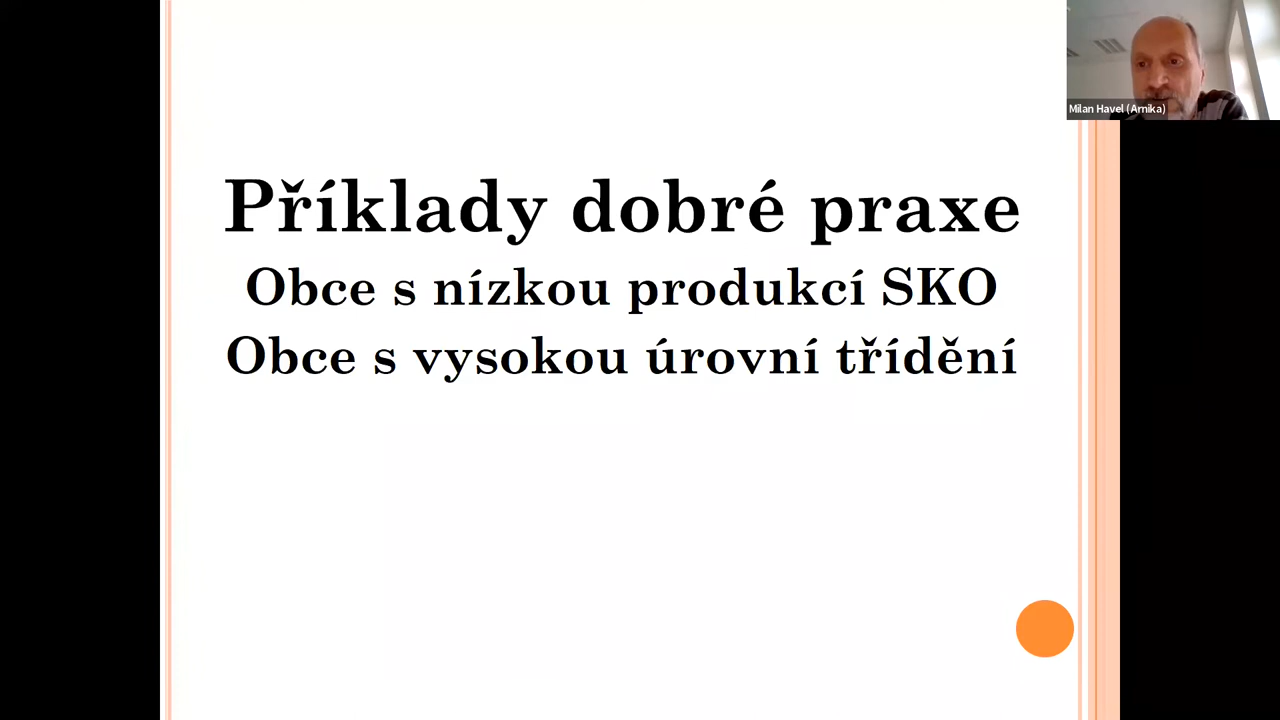 Milan Havel (Arnika)
Příklady dobré praxe
Obce s nízkou produkcí SKO
Obce s vysokou úrovní třídění